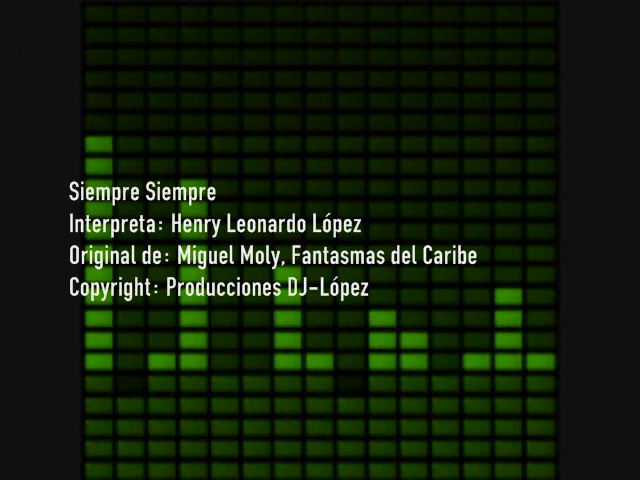 Siempre Siempre
Interpreta: Henry Leonardo López
Original de: Miguel Moly, Fantasmas del Caribe
Copyright: Producciones DJ-López